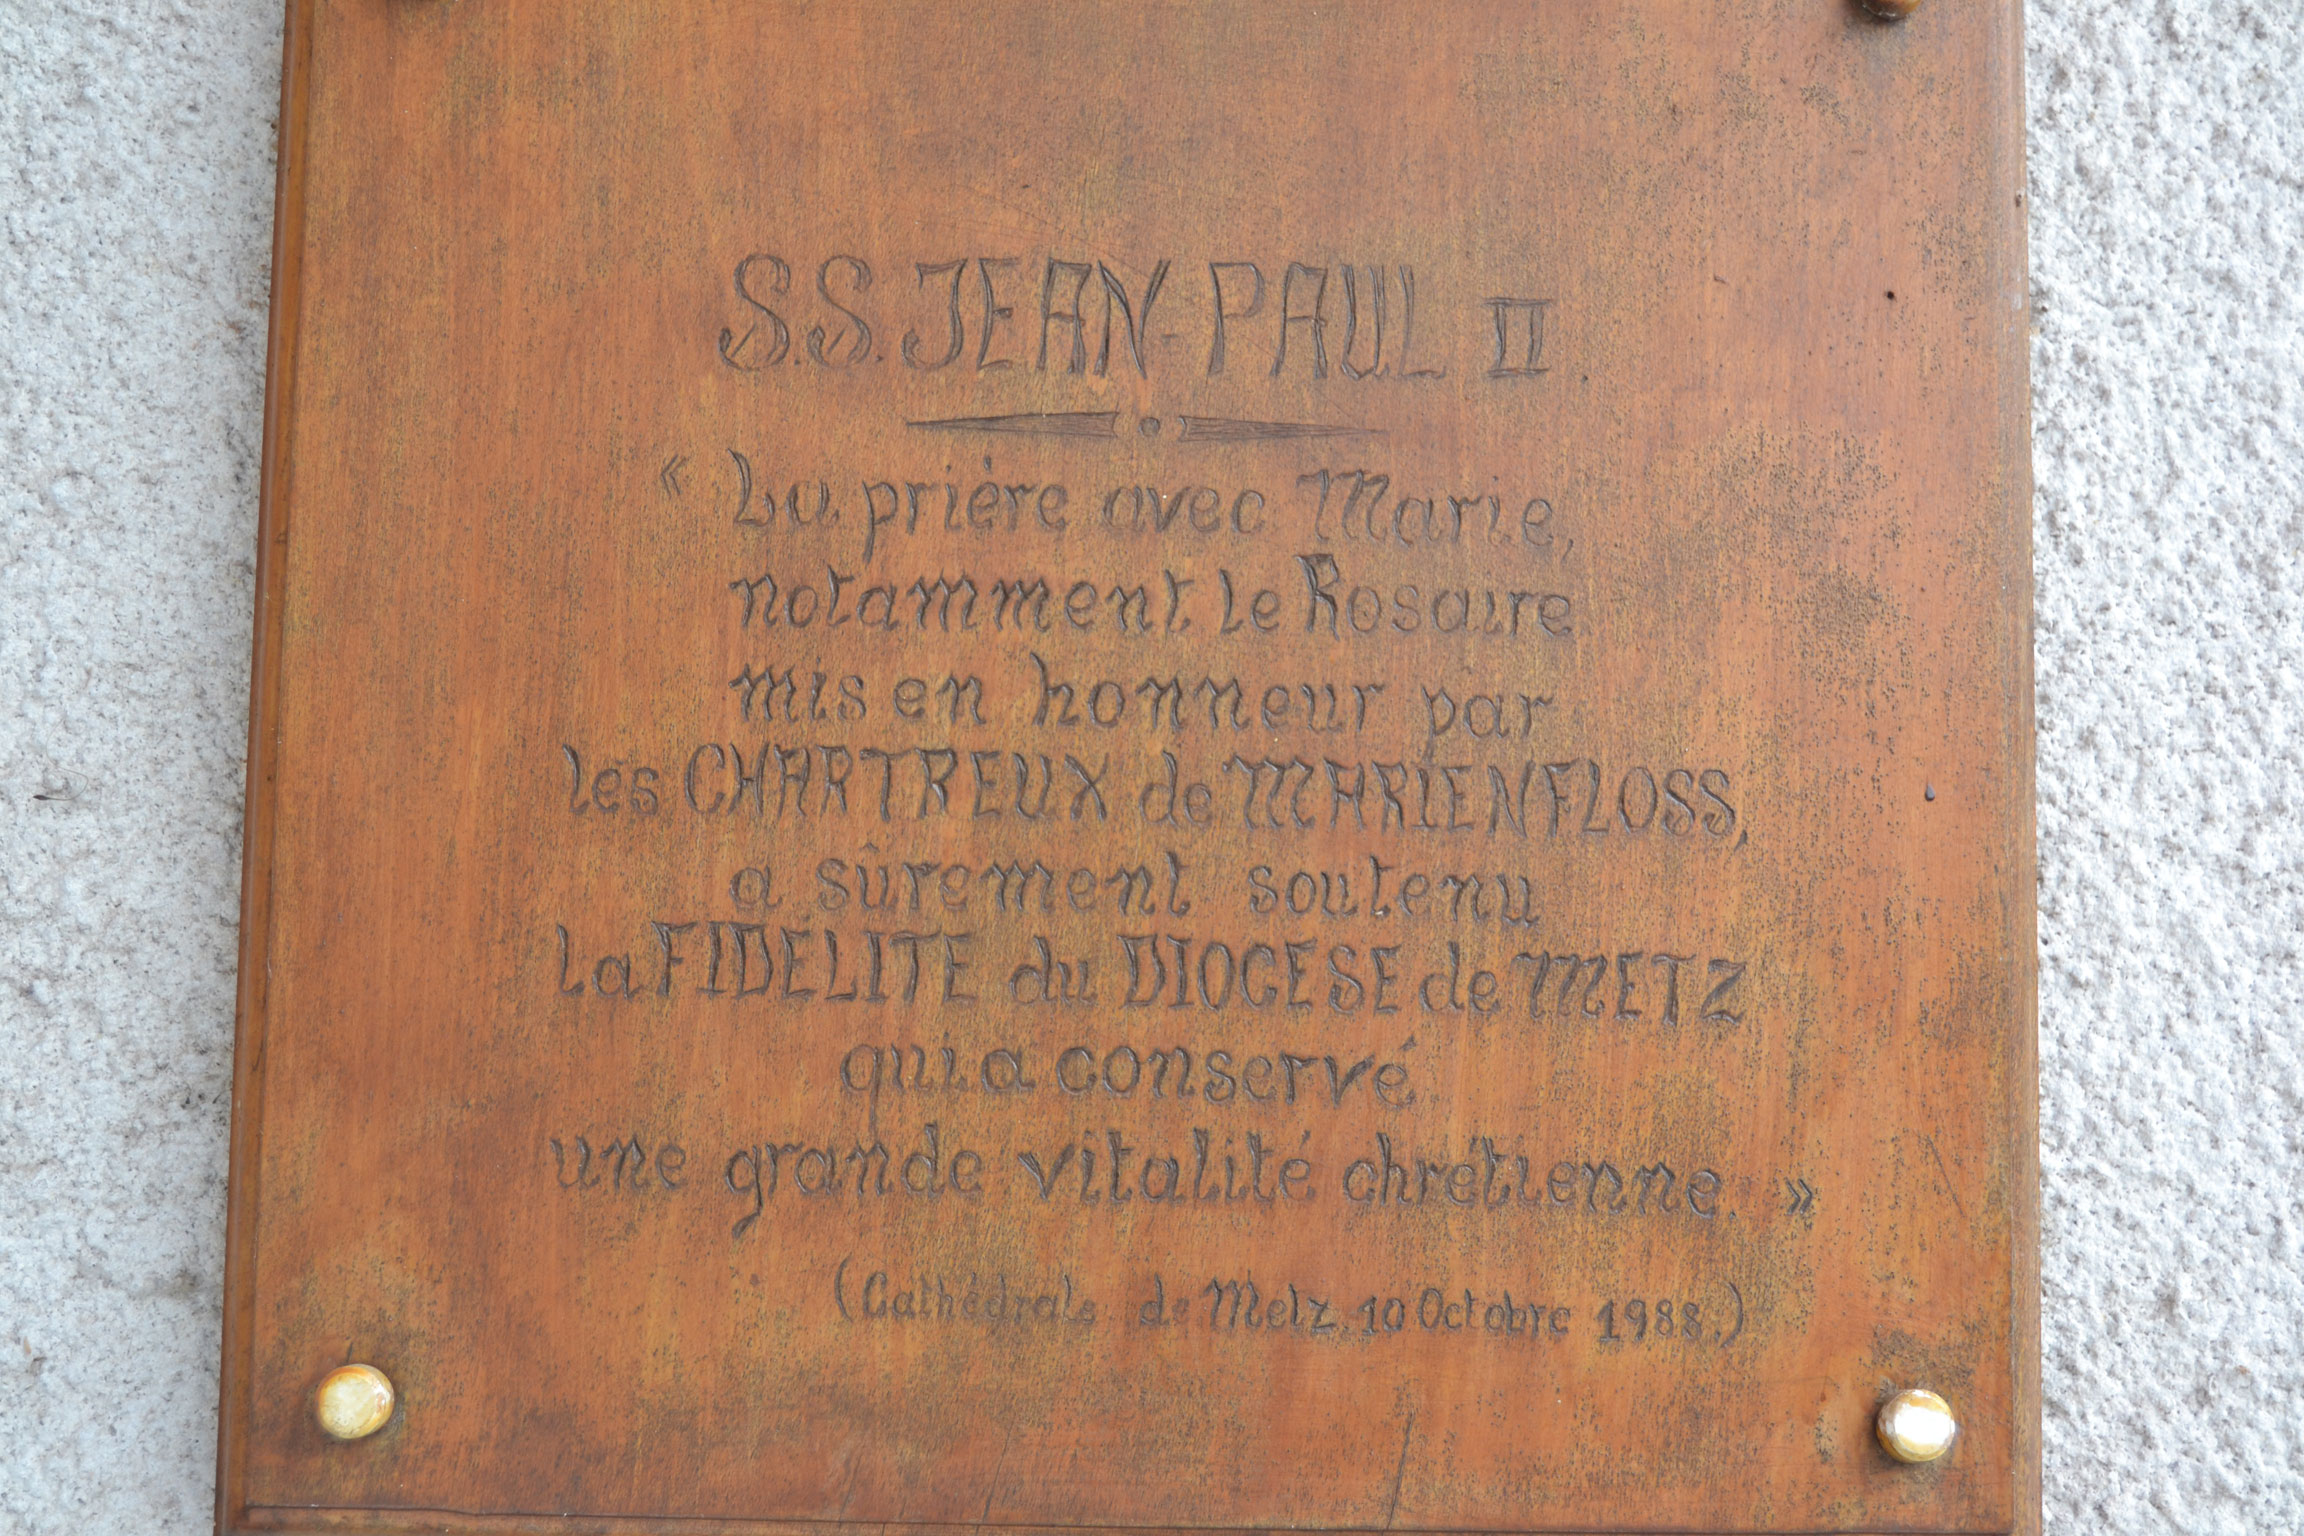 S.S. JEAN-PAUL II
« La prière avec Marie,
notamment le Rosaire
mis en honneur par
les CHARTREUX de MARIENFLOSS,
a sûrement soutenu
la FIDÉLITÉ du DIOCESE de METZ
qui a conservé
une grande vitalité chrétienne. »
(Cathédrale de Metz. 10 Octobre 1988.)